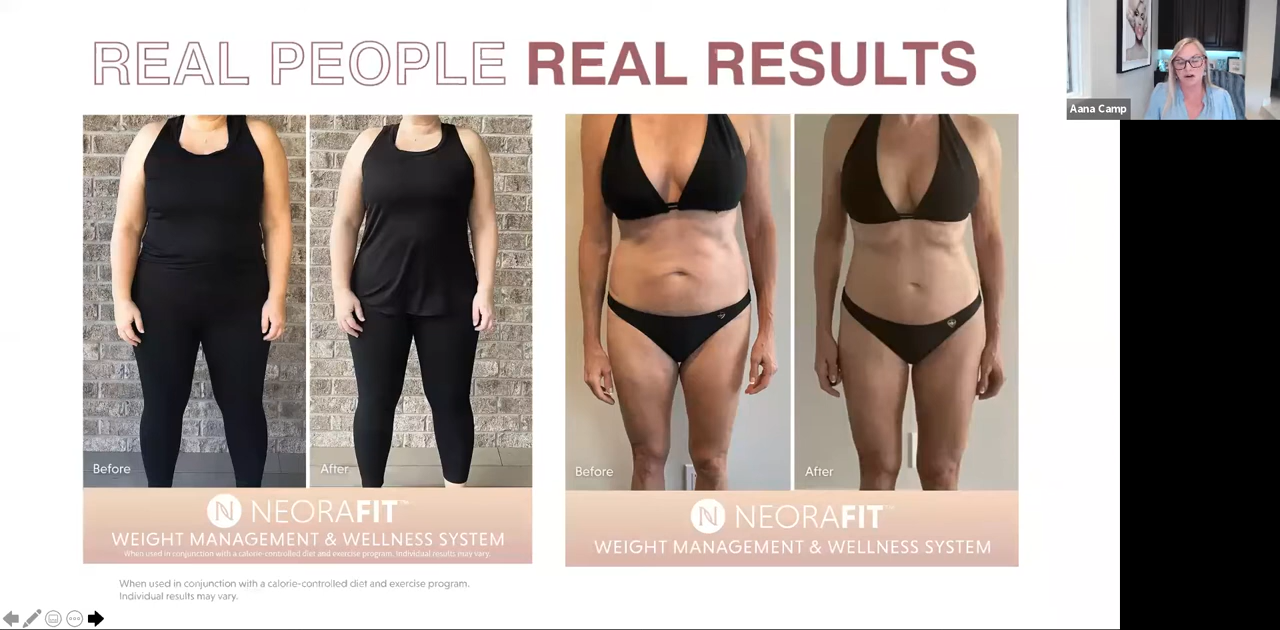 REAL PEOPLE REAL RESULTS
Aana Camp
Before
After
NEORAFIT™
WEIGHT MANAGEMENT & WELLNESS SYSTEM
When used in conjunction with a calorie-controlled diet and exercise program. Individual results may vary.
Before
After
NEORAFIT™
WEIGHT MANAGEMENT & WELLNESS SYSTEM
When used in conjunction with a calorie-controlled diet and exercise program.
Individual results may vary.